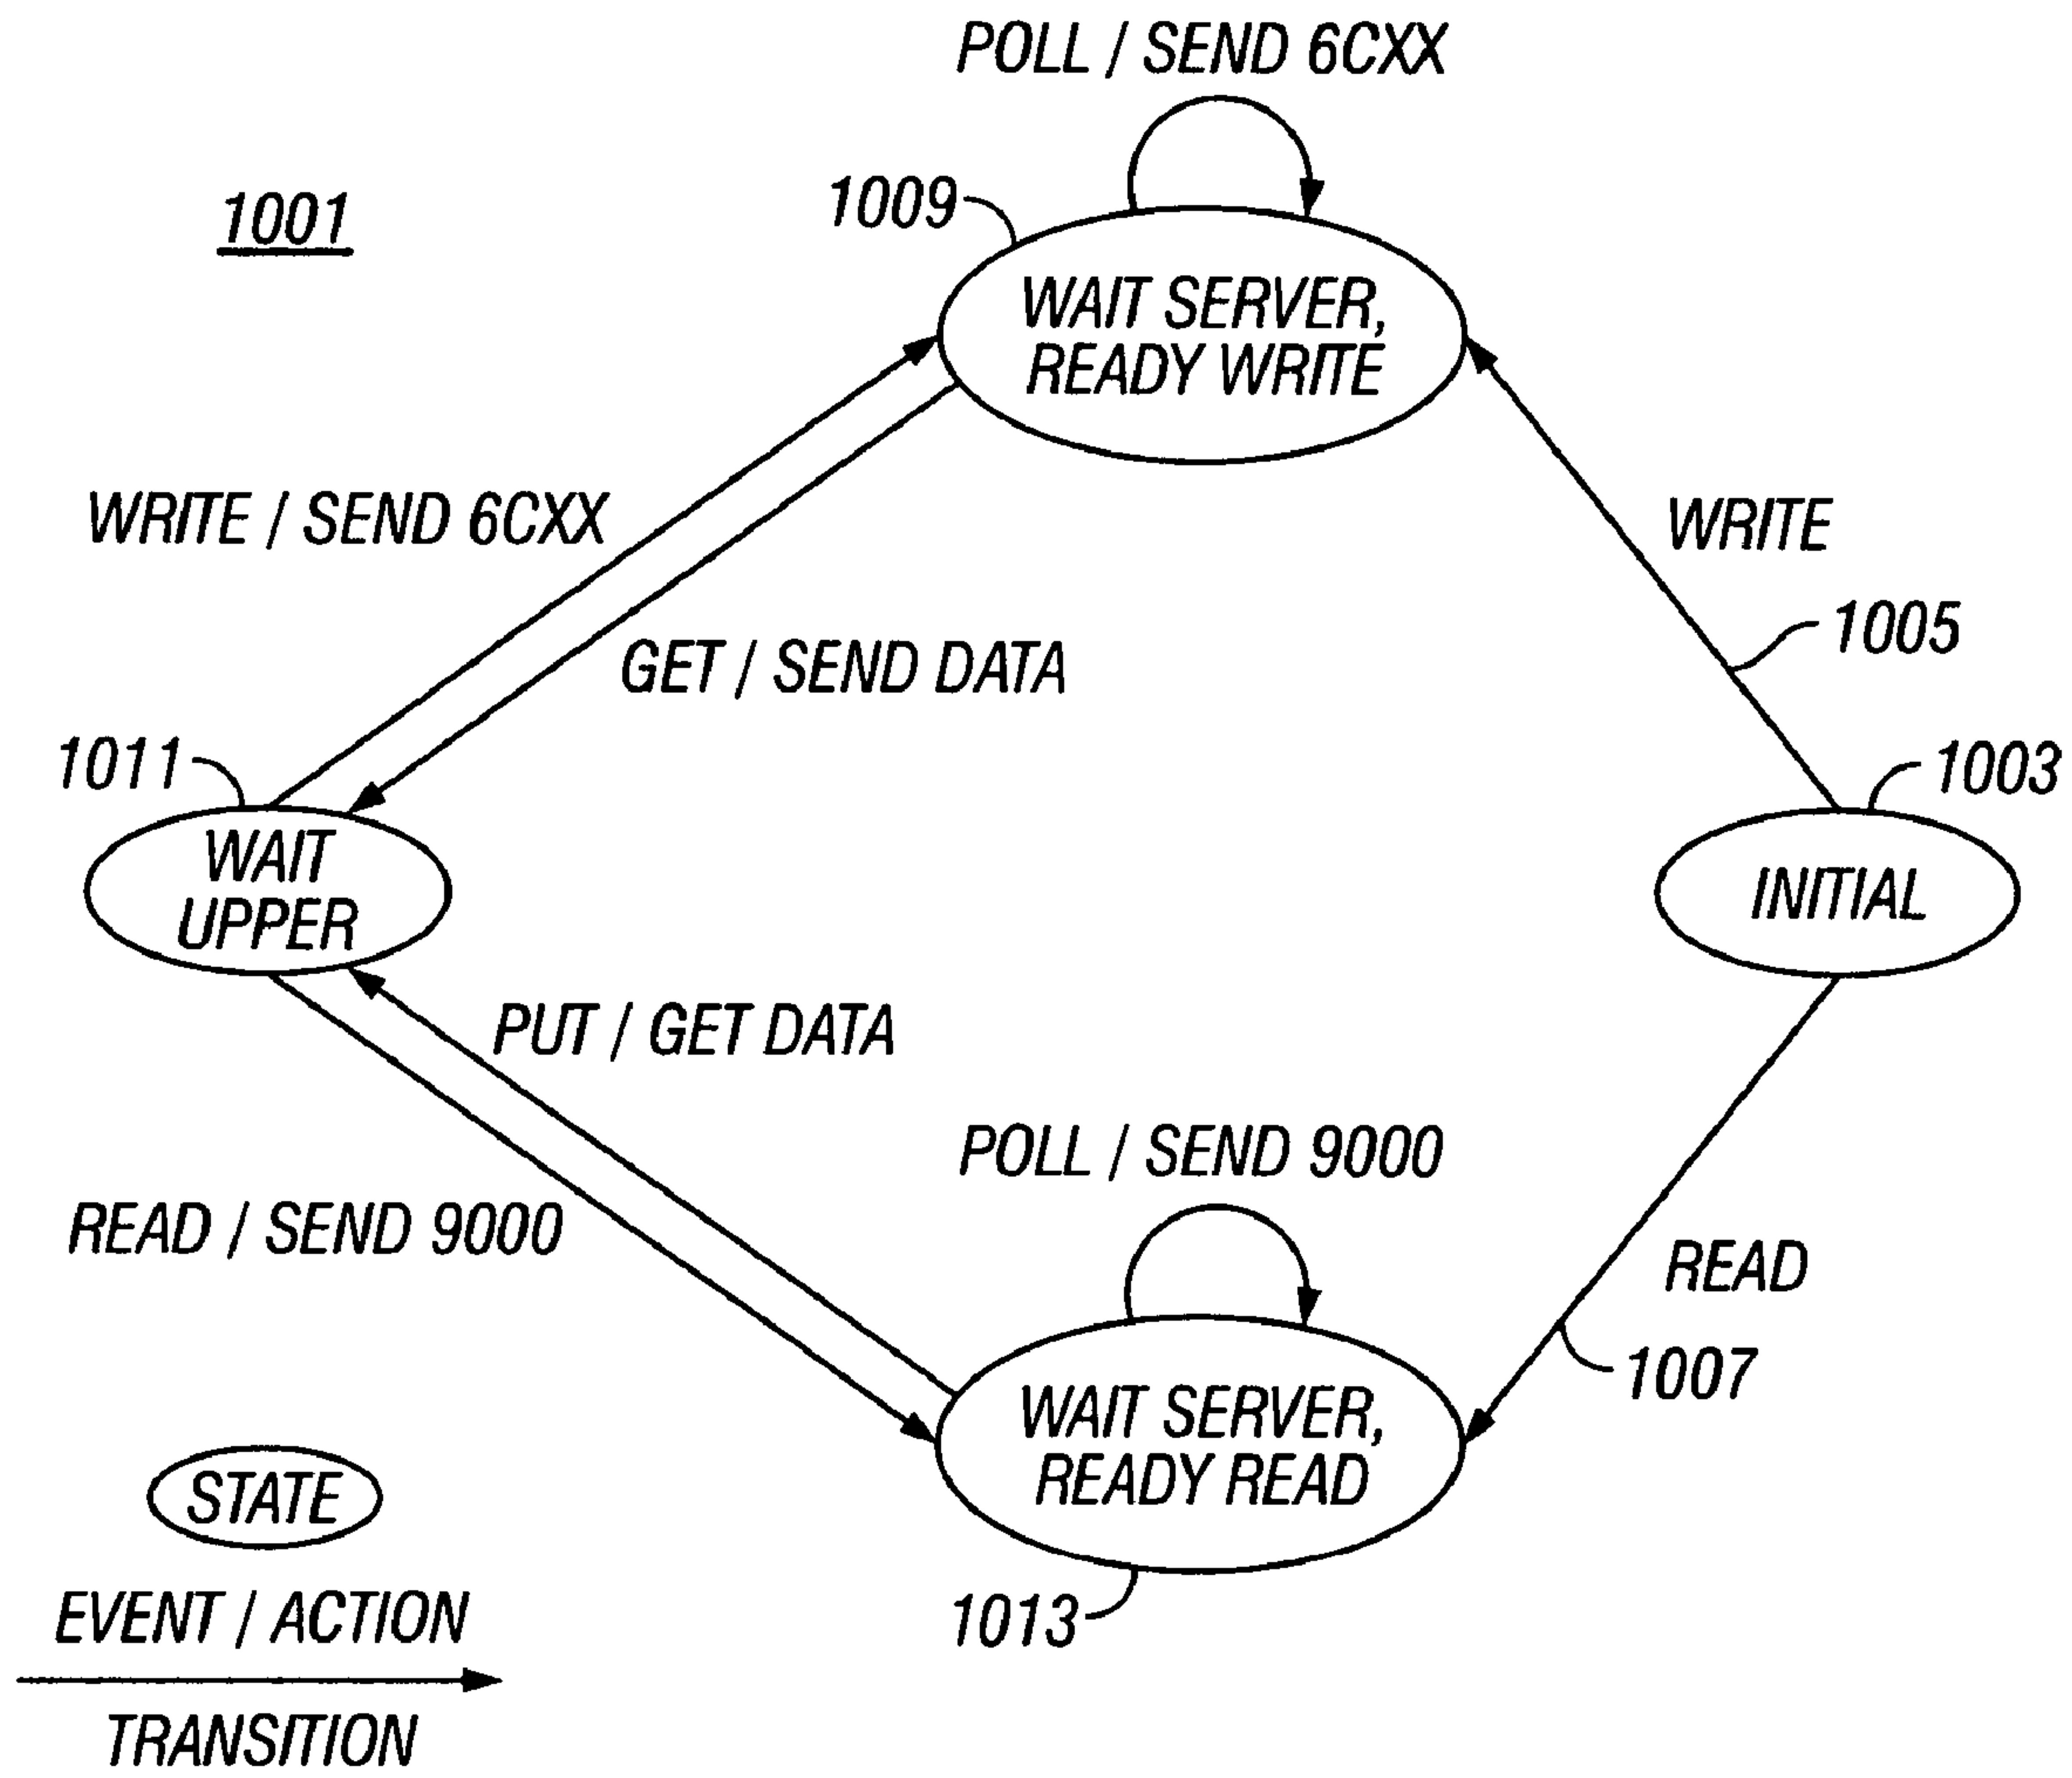 POLL / SEND 6CXX
1001
1009
WAIT SERVER,
READY WRITE
WRITE / SEND 6CXX
WRITE
1005
GET / SEND DATA
1011
1003
WAIT
UPPER
INITIAL
PUT / GET DATA
POLL / SEND 9000
READ / SEND 9000
READ
1007
WAIT SERVER,
READY READ
STATE
1013
EVENT / ACTION
TRANSITION